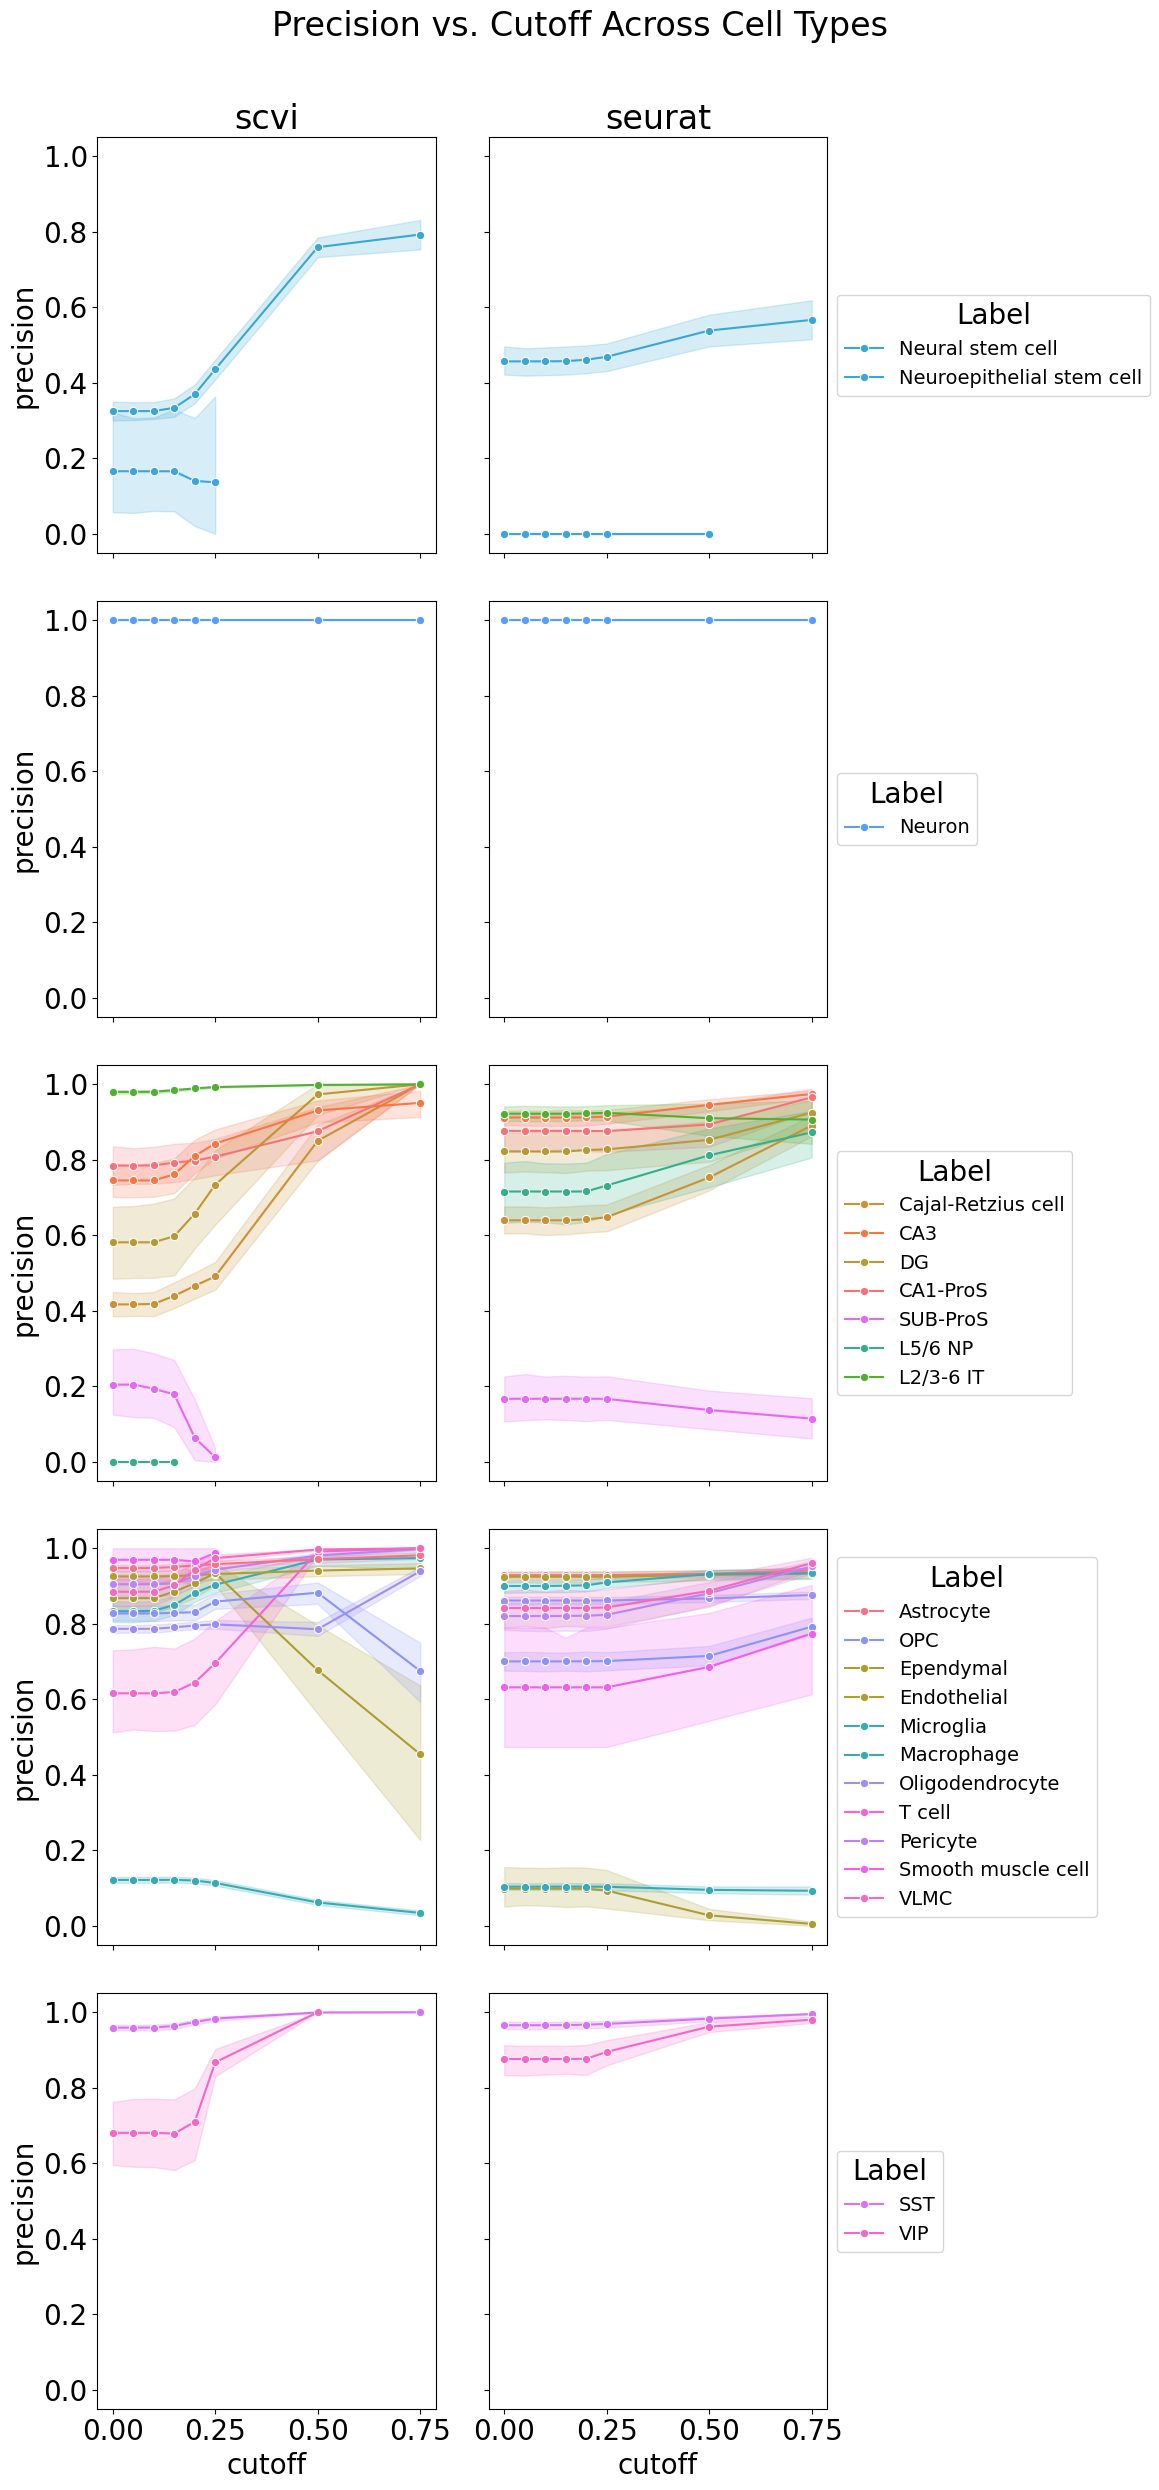 Precision vs. Cutoff Across Cell Types
scvi
seurat
1.0
0.8
0.6
0.4
0.2
0.0
precision
Label
Neural stem cell
Neuroepithelial stem cell
1.0
0.8
0.6
0.4
0.2
0.0
precision
Label
Neuron
1.0
0.8
0.6
0.4
0.2
0.0
precision
Label
Cajal-Retzius cell
CA3
DG
CA1-ProS
SUB-ProS
L5/6 NP
L2/3-6 IT
1.0
0.8
0.6
0.4
0.2
0.0
precision
Label
Astrocyte
OPC
Ependymal
Endothelial
Microglia
Macrophage
Oligodendrocyte
T cell
Pericyte
Smooth muscle cell
VLMC
1.0
0.8
0.6
0.4
0.2
0.0
precision
Label
SST
VIP
0.00 0.25 0.50 0.75
cutoff
0.00 0.25 0.50 0.75
cutoff